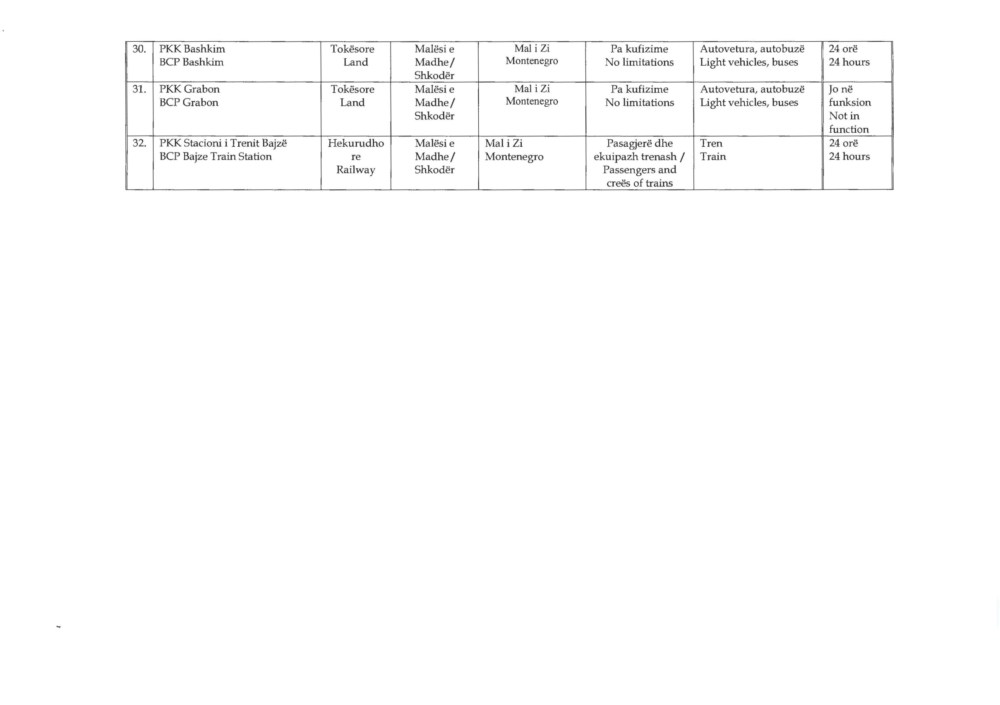 30. PKK Bashkim Tokësore Malësi e Mal i Zi Pa kufizime Autovetura, autobuzë 24 orë
BCP Bashkim Land Madhe/ Montenegro No limitations Light vehicles, buses 24 hours
Shkodër
31. PKK Grabon Tokësore Malësi e Mal i Zi Pa kufizime Autovetura, autobuzë Jo në
BCP Grabon Land Madhe/ Montenegro No limitations Light vehicles, buses funksion
Shkodër Not in
function
32. PKK Stacioni i Trenit Bajzë Hekurudho Malësi e Mal i Zi Pasagjerë dhe Tren 24 orë
BCP Bajze Train Station re Madhe/ Montenegro ekuipazh trenash / Train 24 hours
Railway Shkodër Passengers and
creës of trains